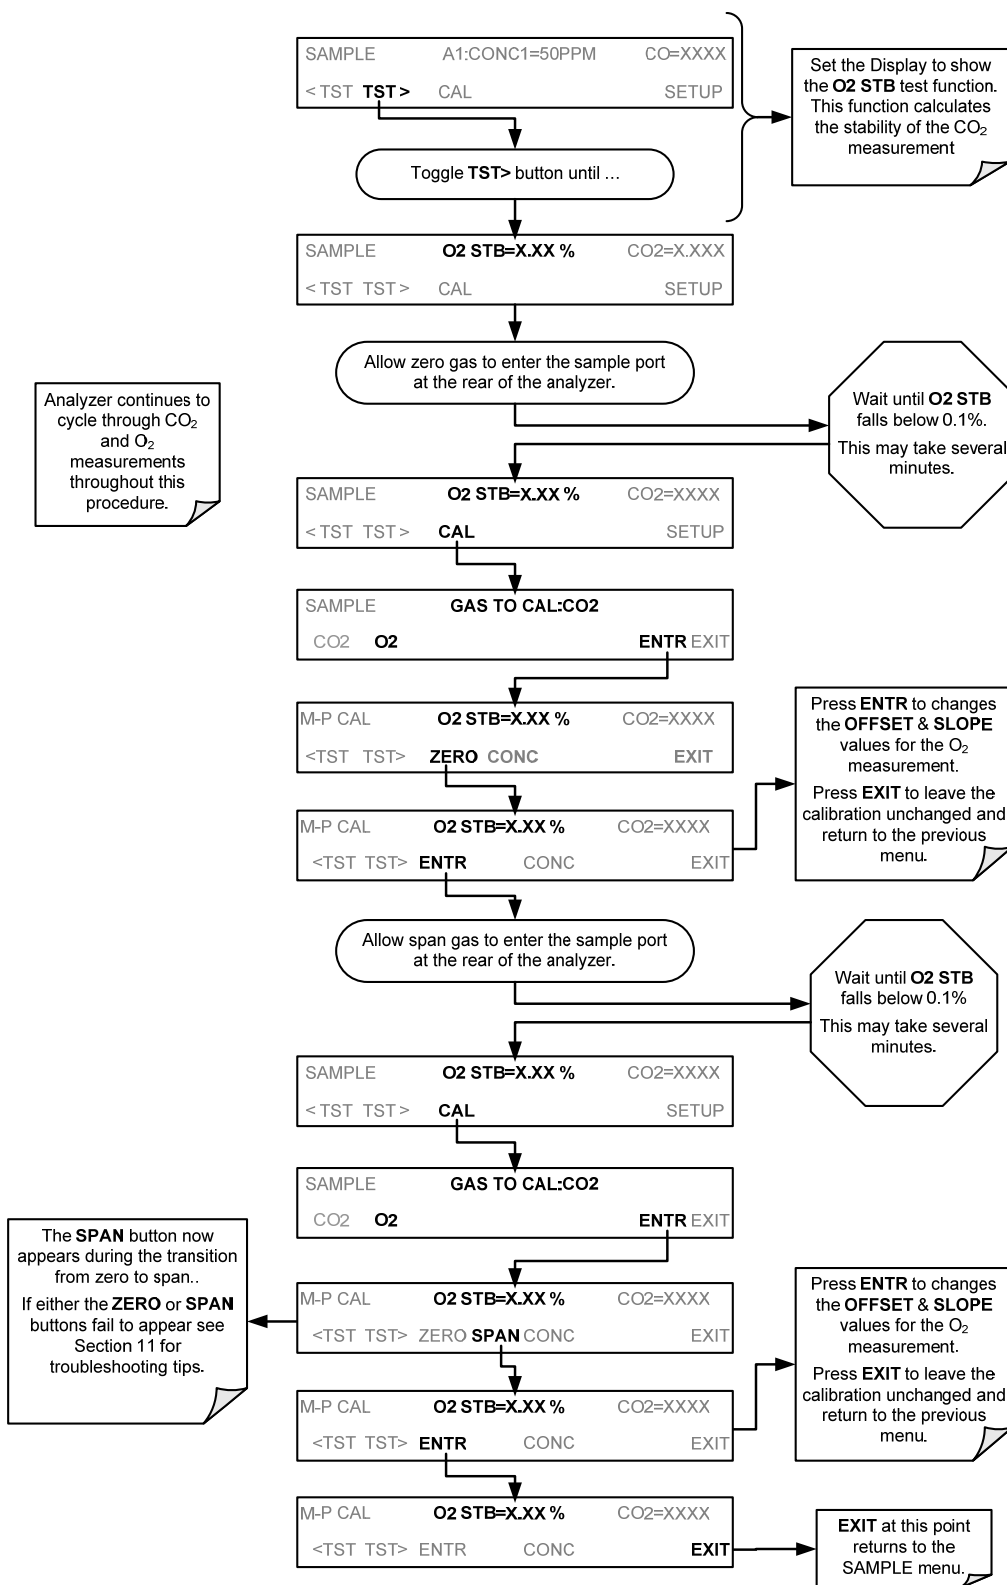 SAMPLE A1:CONC1=50PPM CO=XXXX
< TST TST > CAL SETUP
Set the Display to show
the O2 STB test function.
This function calculates
the stability of the CO2
measurement
Toggle TST> button until ...
SAMPLE O2 STB=X.XX % CO2=X.XXX
< TST TST > CAL SETUP
Allow zero gas to enter the sample port
at the rear of the analyzer.
Wait until O2 STB
falls below 0.1%.
This may take several
minutes.
Analyzer continues to
cycle through CO2
and O2
measurements
throughout this
procedure.
SAMPLE O2 STB=X.XX % CO2=XXXX
< TST TST > CAL SETUP
SAMPLE GAS TO CAL:CO2
CO2 O2 ENTR EXIT
M-P CAL O2 STB=X.XX % CO2=XXXX
<TST TST> ZERO CONC EXIT
M-P CAL O2 STB=X.XX % CO2=XXXX
<TST TST> ENTR CONC EXIT
Press ENTR to changes
the OFFSET & SLOPE
values for the O2
measurement.
Press EXIT to leave the
calibration unchanged and
return to the previous
menu.
Allow span gas to enter the sample port
at the rear of the analyzer.
Wait until O2 STB
falls below 0.1%
This may take several
minutes.
SAMPLE O2 STB=X.XX % CO2=XXXX
< TST TST > CAL SETUP
SAMPLE GAS TO CAL:CO2
CO2 O2 ENTR EXIT
The SPAN button now
appears during the transition
from zero to span..
If either the ZERO or SPAN
buttons fail to appear see
Section 11 for
troubleshooting tips.
M-P CAL O2 STB=X.XX % CO2=XXXX
<TST TST> ZERO SPAN CONC EXIT
M-P CAL O2 STB=X.XX % CO2=XXXX
<TST TST> ENTR CONC EXIT
Press ENTR to changes
the OFFSET & SLOPE
values for the O2
measurement.
Press EXIT to leave the
calibration unchanged and
return to the previous
menu.
M-P CAL O2 STB=X.XX % CO2=XXXX
<TST TST> ENTR CONC EXIT
EXIT at this point
returns to the
SAMPLE menu.